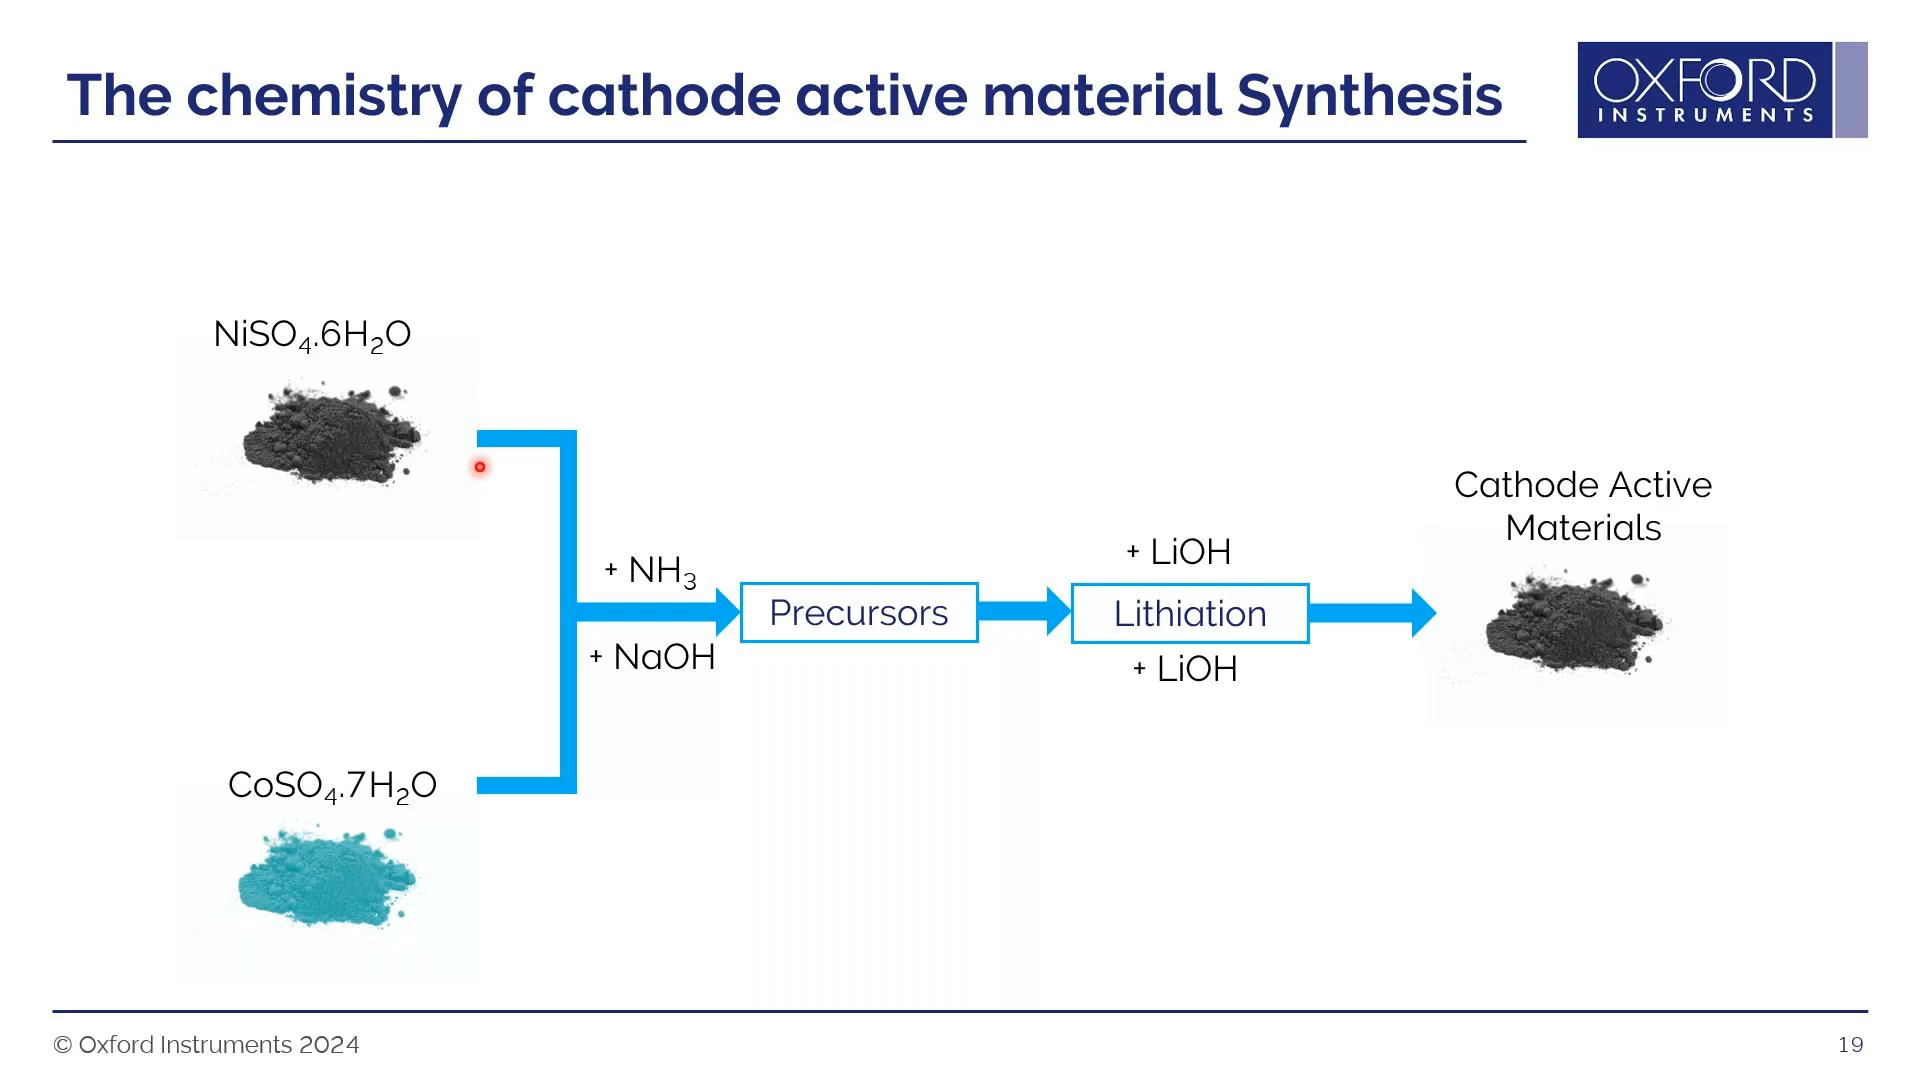 The chemistry of cathode active material Synthesis
OXFORD
INSTRUMENTS
NiSO₄.6H₂O
CoSO₄.7H₂O
+ NH₃
+ NaOH
Precursors
+ LiOH
Lithiation
+ LiOH
Cathode Active
Materials
© Oxford Instruments 2024
19